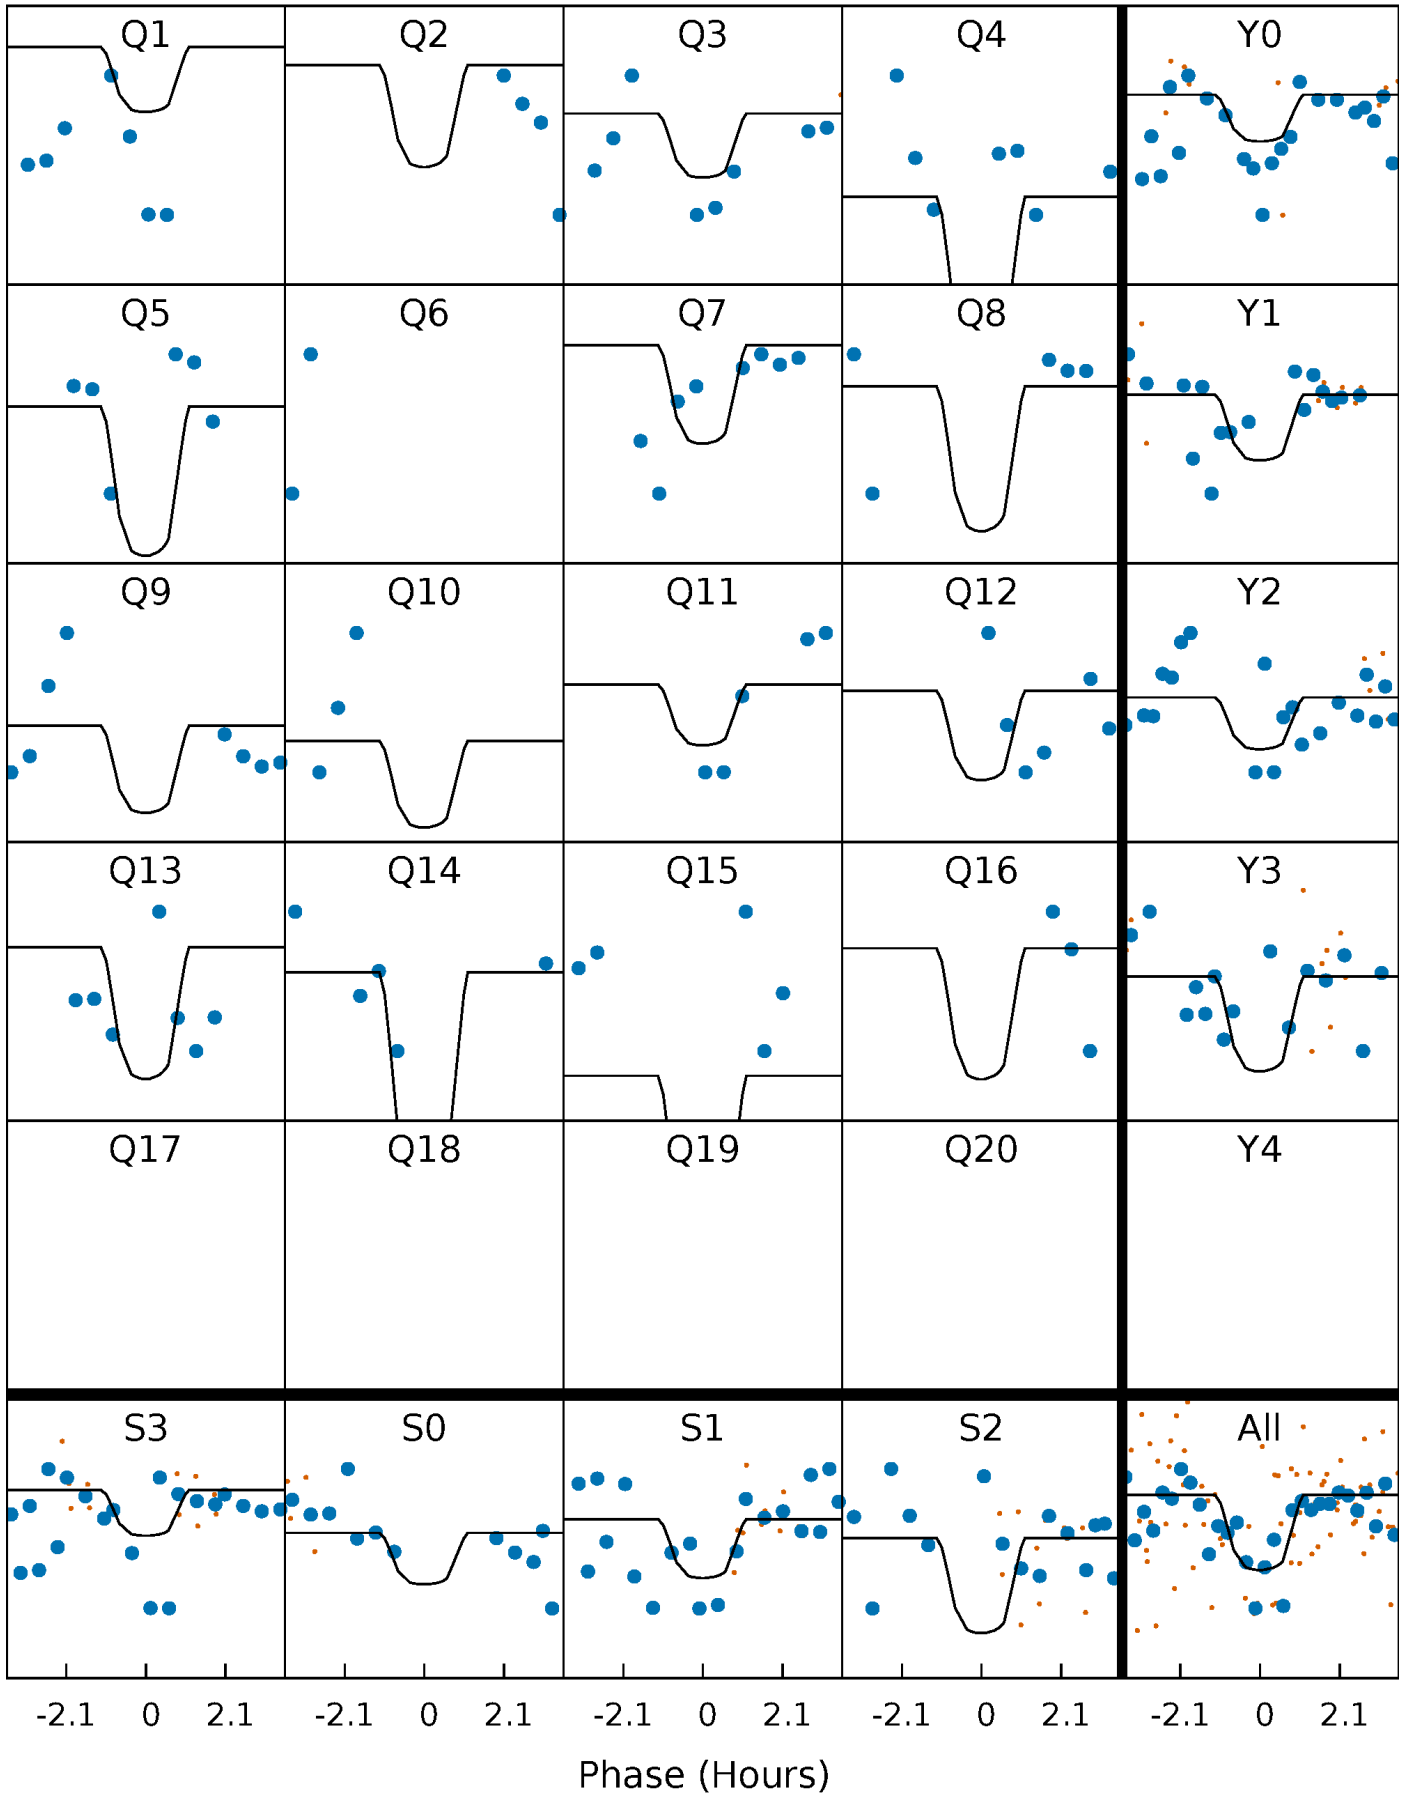 Q1 Q2 Q3 Q4 Y0
Q5 Q6 Q7 Q8 Y1
Q9 Q10 Q11 Q12 Y2
Q13 Q14 Q15 Q16 Y3
Q17 Q18 Q19 Q20 Y4
S3 S0 S1 S2 All
-2.1 0 2.1 -2.1 0 2.1 -2.1 0 2.1 -2.1 0 2.1 -2.1 0 2.1
Phase (Hours)